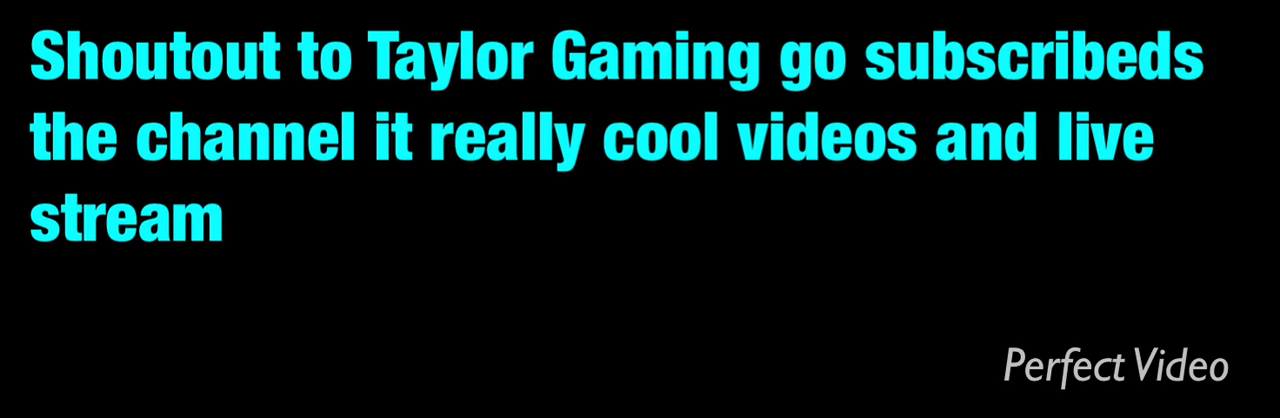 Shoutout to Taylor Gaming go subscribeds
the channel it really cool videos and live
stream
Perfect Video